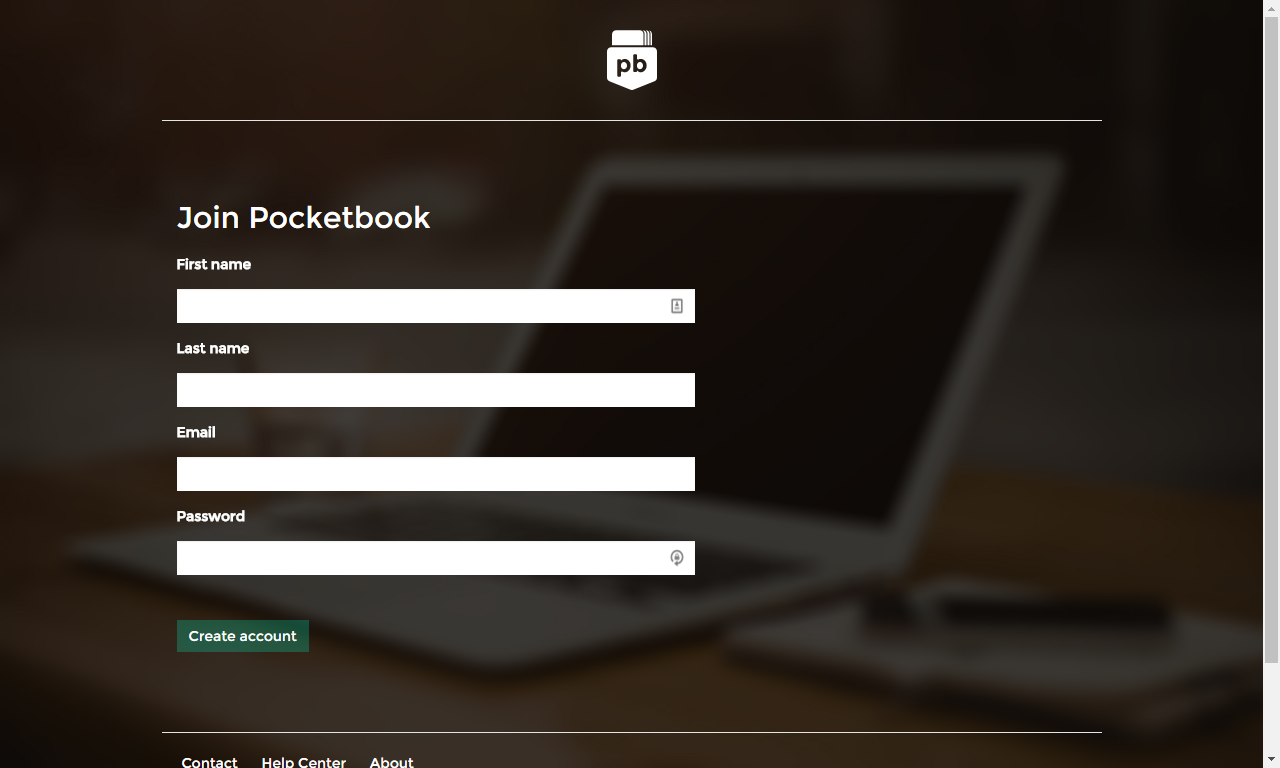 pb
Join Pocketbook
First name
Last name
Email
Password
Create account
Contact Help Center About